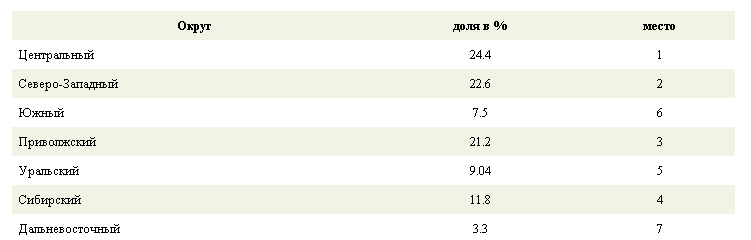 Округ доля в % место
Центральный 24.4 1
Северо-Западный 22.6 2
Южный 7.5 6
Приволжский 21.2 3
Уральский 9.04 5
Сибирский 11.8 4
Дальневосточный 3.3 7